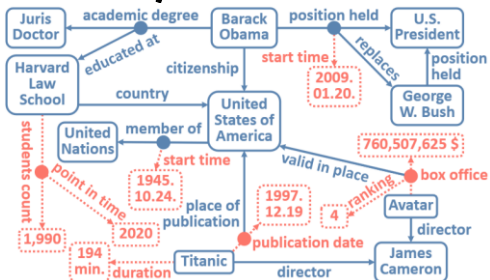 Juris
Doctor
academic degree
Barack
Obama
position held
U.S.
President
educated at
start time
replaces
Harvard
Law
School
citizenship
2009.
01.20.
position
held
country
George
W. Bush
United
States of
America
United
Nations
member of
start time
valid in place
760,507,625 $
students count
point in time
1945.
10.24.
ranking
box office
place of
publication
1997.
12.19
4
Avatar
1,990
2020
publication date
director
194
min.
duration
Titanic
director
James
Cameron